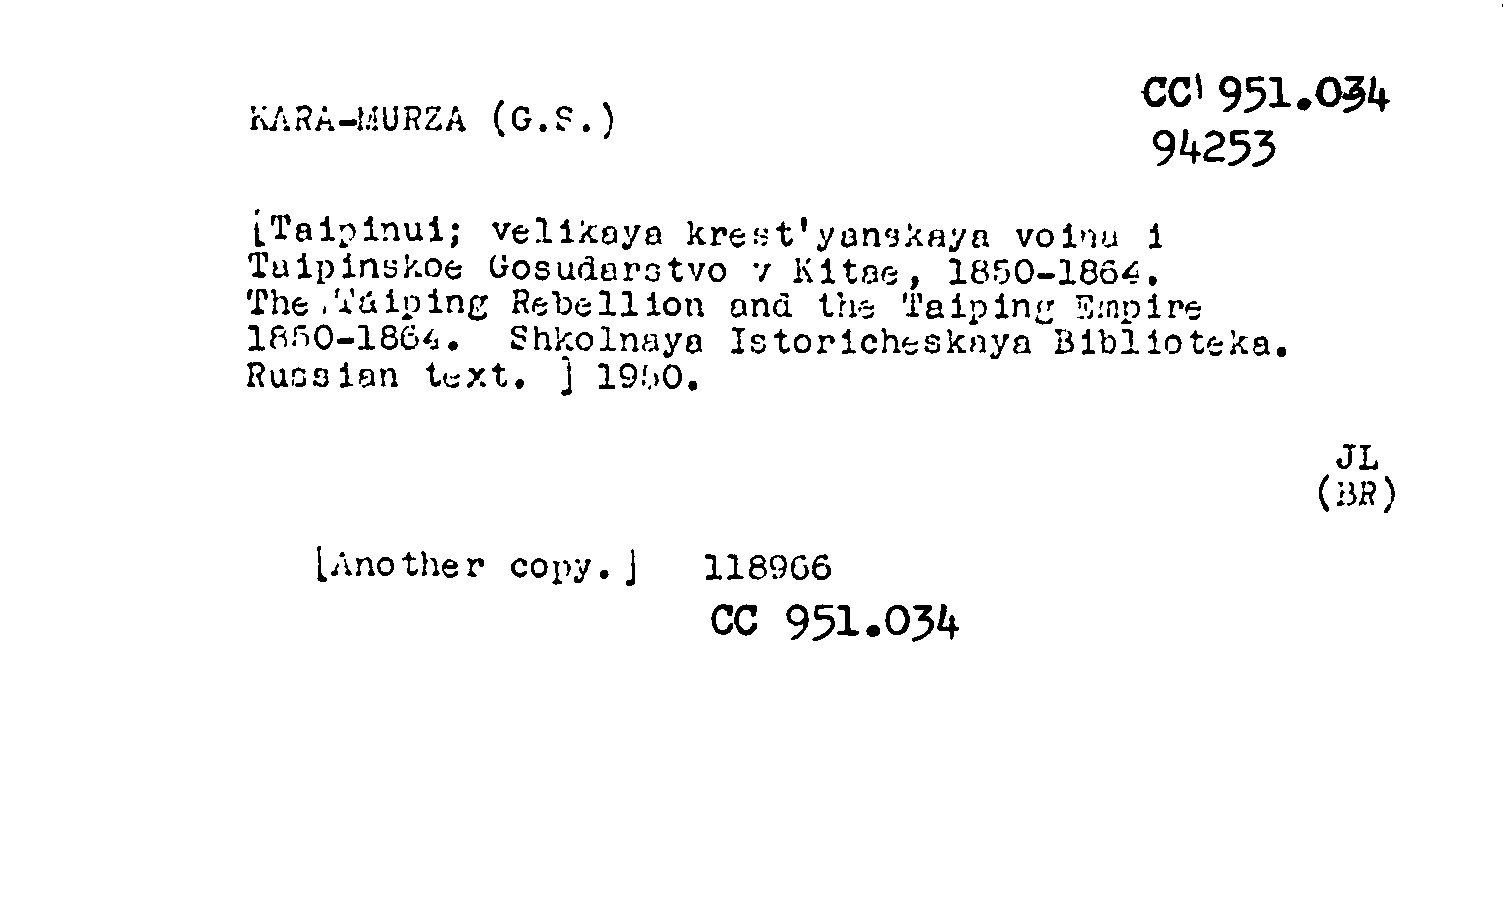 KARA-MURZA (G.S.)
CC 951.034
94253
[Taipinui; velikaya krest'yanskaya voina i
Taipinskoe Gosudarstvo v Kitae, 1850-1864.
The Taiping Rebellion and the Taiping Empire
1850-1864. Shkolnaya Istoricheskaya Biblioteka.
Russian text. ] 1950.
JL
(BR)
[Another copy.] 118966
CC 951.034